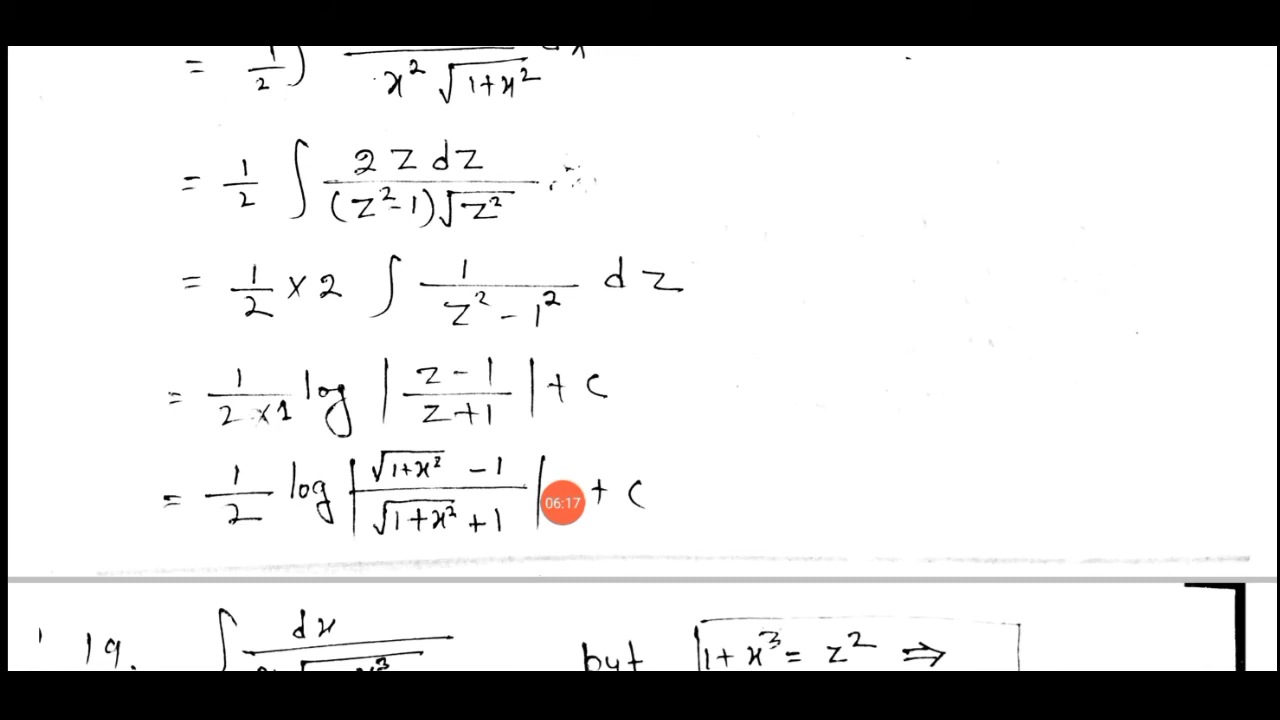 = 1/2 ∫ / x² √(1+x²) dx
= 1/2 ∫ 2 z dz / (z²-1)√z²
= 1/2 × 2 ∫ 1 / z² - 1² dz
= 1 / 2×1 log | z-1 / z+1 | + c
= 1/2 log | √(1+x²) - 1 / √(1+x²) + 1 | + c
06:17
19. ∫ dx
but 1+x³ = z² ⇒